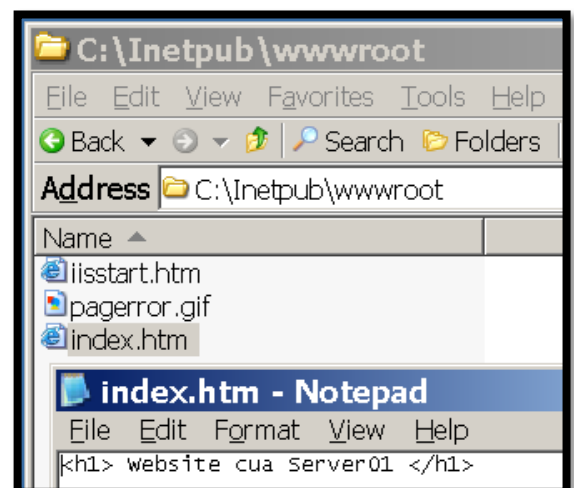 C:\Inetpub\wwwroot
File Edit View Favorites Tools Help
Back Search Folders
Address C:\Inetpub\wwwroot
Name
iisstart.htm
pagerror.gif
index.htm
index.htm - Notepad
File Edit Format View Help
<h1> Website cua Server01 </h1>